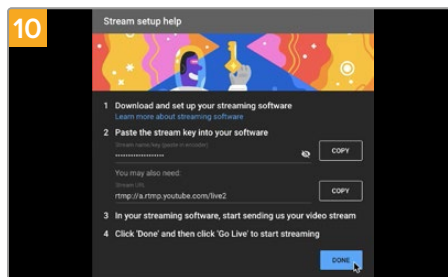 10
Stream setup help
1 Download and set up your streaming software
Learn more about streaming software
2 Paste the stream key into your software
Stream name/key (paste in encoder)
••••••••••••••••••••
COPY
You may also need:
Stream URL
rtmp://a.rtmp.youtube.com/live2
COPY
3 In your streaming software, start sending us your video stream
4 Click 'Done' and then click 'Go Live' to start streaming
DONE